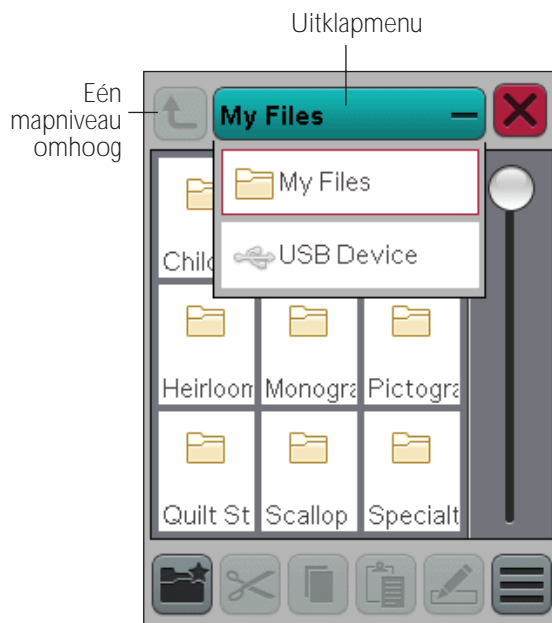 Uitklapmenu
Eén
mapniveau
omhoog
My Files
My Files
USB Device
Chilc
Heirloom Monogra Pictogra
Quilt St Scallop Specialt